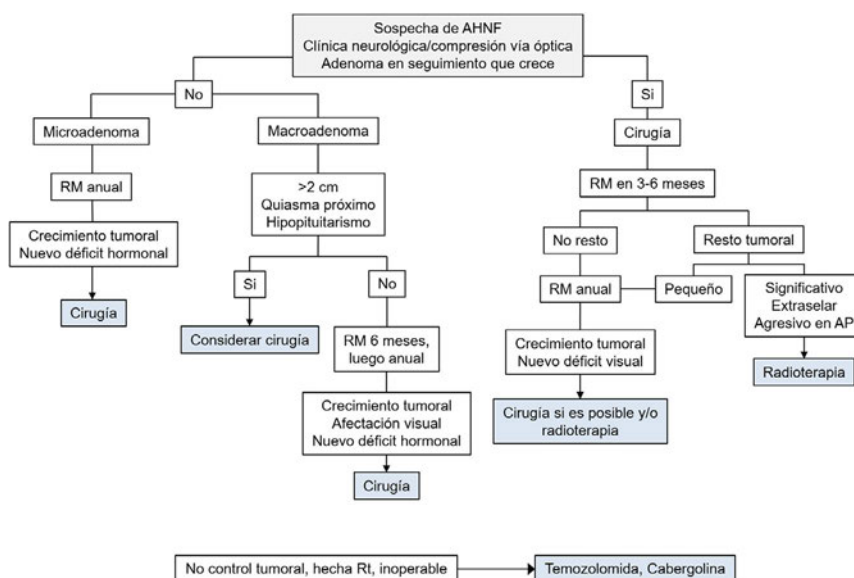 Sospecha de AHNF
Clínica neurológica/compresión vía óptica
Adenoma en seguimiento que crece
No
Si
Microadenoma
Macroadenoma
Cirugía
RM anual
>2 cm
Quiasma próximo
Hipopituitarismo
RM en 3-6 meses
Crecimiento tumoral
Nuevo déficit hormonal
No resto
Resto tumoral
Cirugía
Si
No
RM anual
Pequeño
Significativo
Extraselar
Agresivo en AP
Considerar cirugía
RM 6 meses,
luego anual
Crecimiento tumoral
Nuevo déficit visual
Radioterapia
Crecimiento tumoral
Afectación visual
Nuevo déficit hormonal
Cirugía si es posible y/o
radioterapia
Cirugía
No control tumoral, hecha Rt, inoperable
Temozolomida, Cabergolina